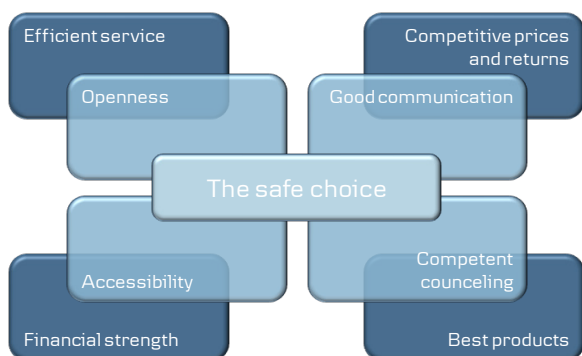 Efficient service
Competitive prices
and returns
Openness
Good communication
The safe choice
Accessibility
Competent
counceling
Financial strength
Best products